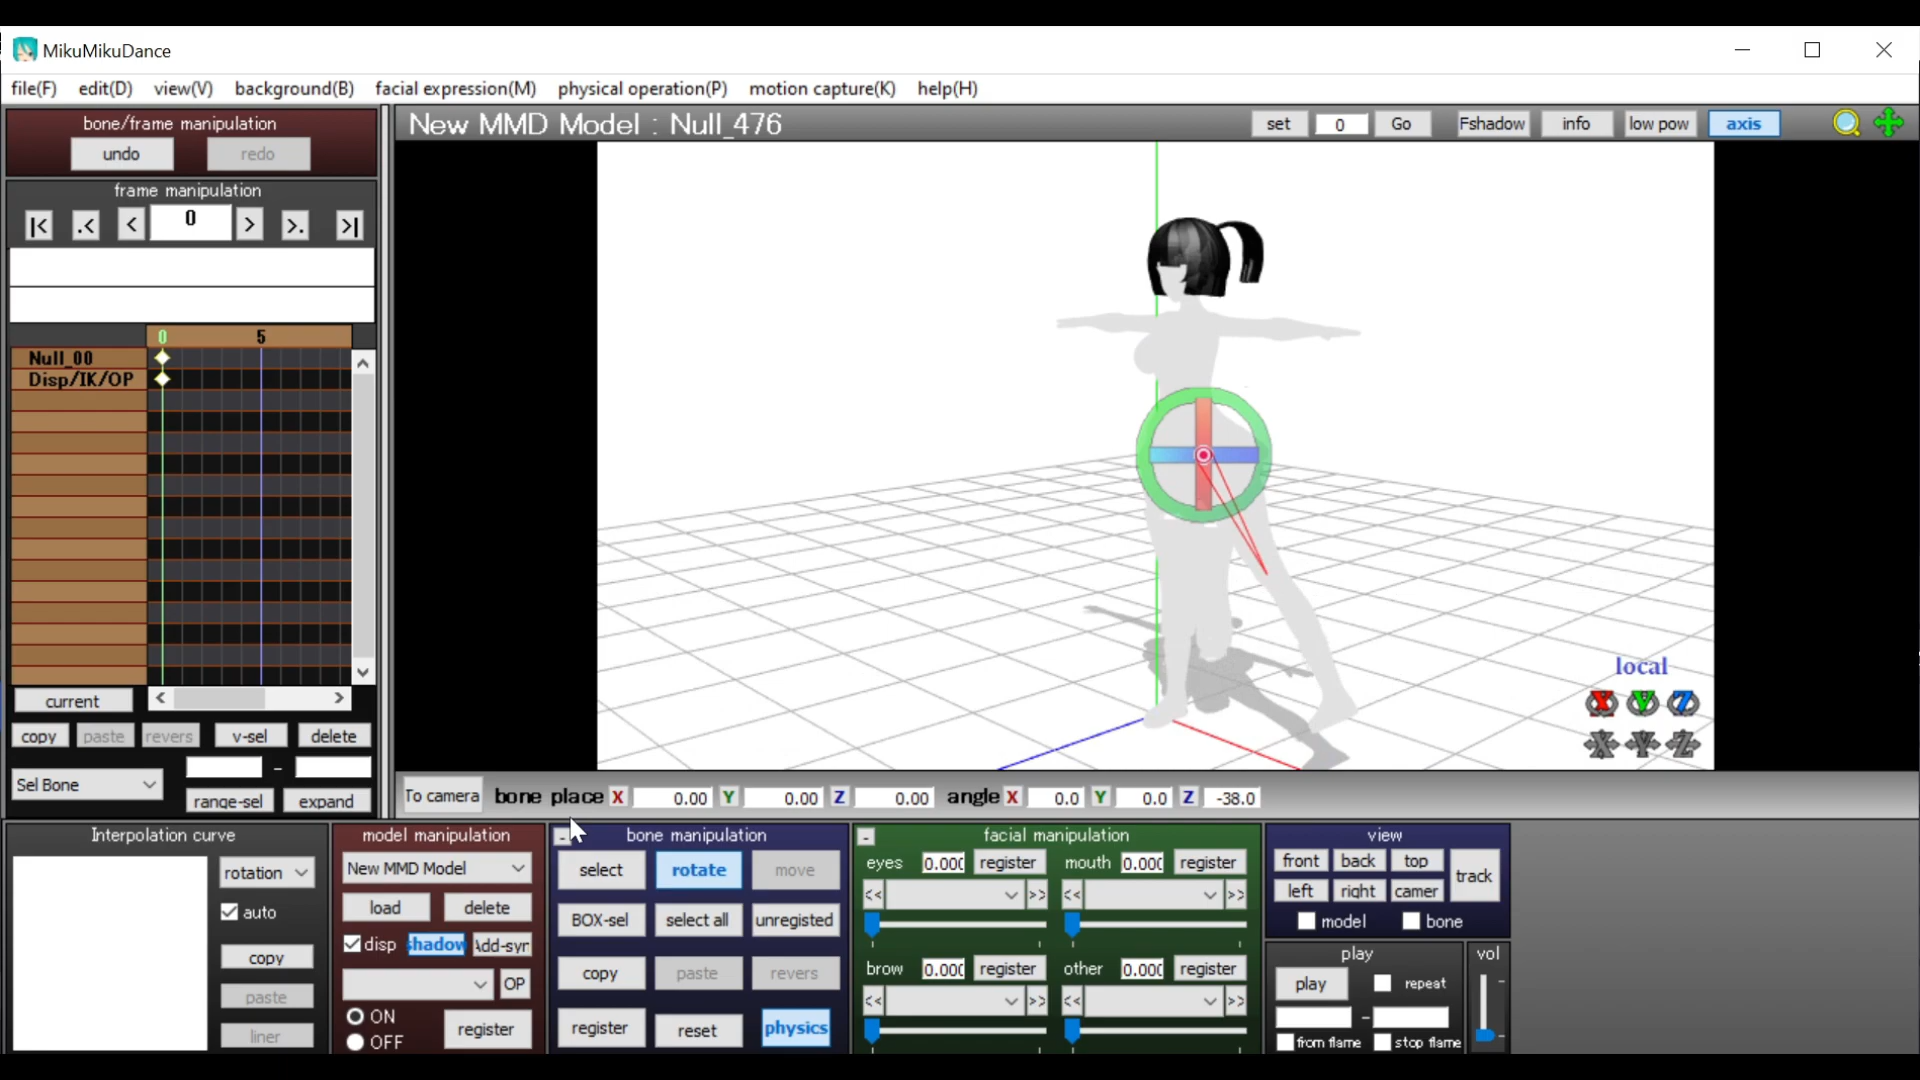 MikuMikuDance
file(F) edit(D) view(V) background(B) facial expression(M) physical operation(P) motion capture(K) help(H)
bone/frame manipulation
undo redo
New MMD Model : Null_476
set 0 Go Fshadow info low pow axis
frame manipulation
|< .< < 0 > >. >|
0 5
Null_00
Disp/IK/OP
current < >
copy paste revers v-sel delete
-
Sel Bone
range-sel expand
local
X Y Z
X Y Z
To camera bone place X 0.00 Y 0.00 Z 0.00 angle X 0.0 Y 0.0 Z -38.0
Interpolation curve
rotation
auto
copy
paste
liner
model manipulation
New MMD Model
load delete
disp shadow Add-syn
OP
ON
OFF
register
- bone manipulation
select rotate move
BOX-sel select all unregisted
copy paste revers
register reset physics
- facial manipulation
eyes 0.000 register mouth 0.000 register
<< >> << >>
brow 0.000 register other 0.000 register
<< >> << >>
view
front back top
left right camer track
model bone
play
play repeat
-
from flame stop flame
vol